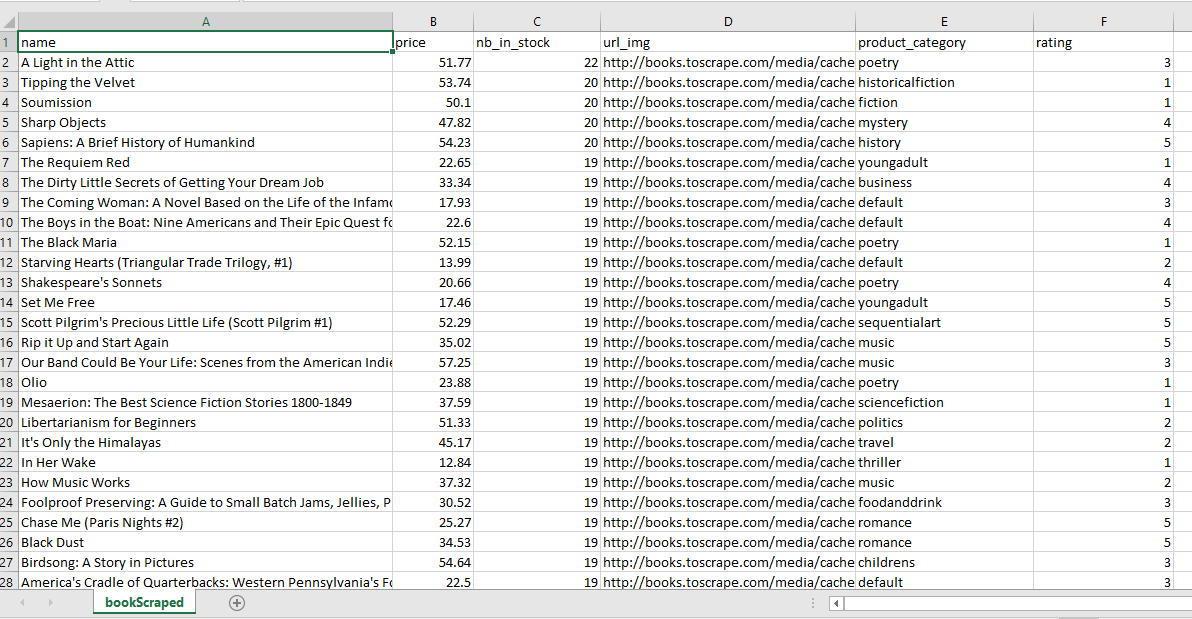 A B C D E F
1 name price nb_in_stock url_img product_category rating
2 A Light in the Attic 51.77 22 http://books.toscrape.com/media/cache poetry 3
3 Tipping the Velvet 53.74 20 http://books.toscrape.com/media/cache historicalfiction 1
4 Soumission 50.1 20 http://books.toscrape.com/media/cache fiction 1
5 Sharp Objects 47.82 20 http://books.toscrape.com/media/cache mystery 4
6 Sapiens: A Brief History of Humankind 54.23 20 http://books.toscrape.com/media/cache history 5
7 The Requiem Red 22.65 19 http://books.toscrape.com/media/cache youngadult 1
8 The Dirty Little Secrets of Getting Your Dream Job 33.34 19 http://books.toscrape.com/media/cache business 4
9 The Coming Woman: A Novel Based on the Life of the Infamo 17.93 19 http://books.toscrape.com/media/cache default 3
10 The Boys in the Boat: Nine Americans and Their Epic Quest fo 22.6 19 http://books.toscrape.com/media/cache default 4
11 The Black Maria 52.15 19 http://books.toscrape.com/media/cache poetry 1
12 Starving Hearts (Triangular Trade Trilogy, #1) 13.99 19 http://books.toscrape.com/media/cache default 2
13 Shakespeare's Sonnets 20.66 19 http://books.toscrape.com/media/cache poetry 4
14 Set Me Free 17.46 19 http://books.toscrape.com/media/cache youngadult 5
15 Scott Pilgrim's Precious Little Life (Scott Pilgrim #1) 52.29 19 http://books.toscrape.com/media/cache sequentialart 5
16 Rip it Up and Start Again 35.02 19 http://books.toscrape.com/media/cache music 5
17 Our Band Could Be Your Life: Scenes from the American Indie 57.25 19 http://books.toscrape.com/media/cache music 3
18 Olio 23.88 19 http://books.toscrape.com/media/cache poetry 1
19 Mesaerion: The Best Science Fiction Stories 1800-1849 37.59 19 http://books.toscrape.com/media/cache sciencefiction 1
20 Libertarianism for Beginners 51.33 19 http://books.toscrape.com/media/cache politics 2
21 It's Only the Himalayas 45.17 19 http://books.toscrape.com/media/cache travel 2
22 In Her Wake 12.84 19 http://books.toscrape.com/media/cache thriller 1
23 How Music Works 37.32 19 http://books.toscrape.com/media/cache music 2
24 Foolproof Preserving: A Guide to Small Batch Jams, Jellies, P 30.52 19 http://books.toscrape.com/media/cache foodanddrink 3
25 Chase Me (Paris Nights #2) 25.27 19 http://books.toscrape.com/media/cache romance 5
26 Black Dust 34.53 19 http://books.toscrape.com/media/cache romance 5
27 Birdsong: A Story in Pictures 54.64 19 http://books.toscrape.com/media/cache childrens 3
28 America's Cradle of Quarterbacks: Western Pennsylvania's Fo 22.5 19 http://books.toscrape.com/media/cache default 3
bookScraped